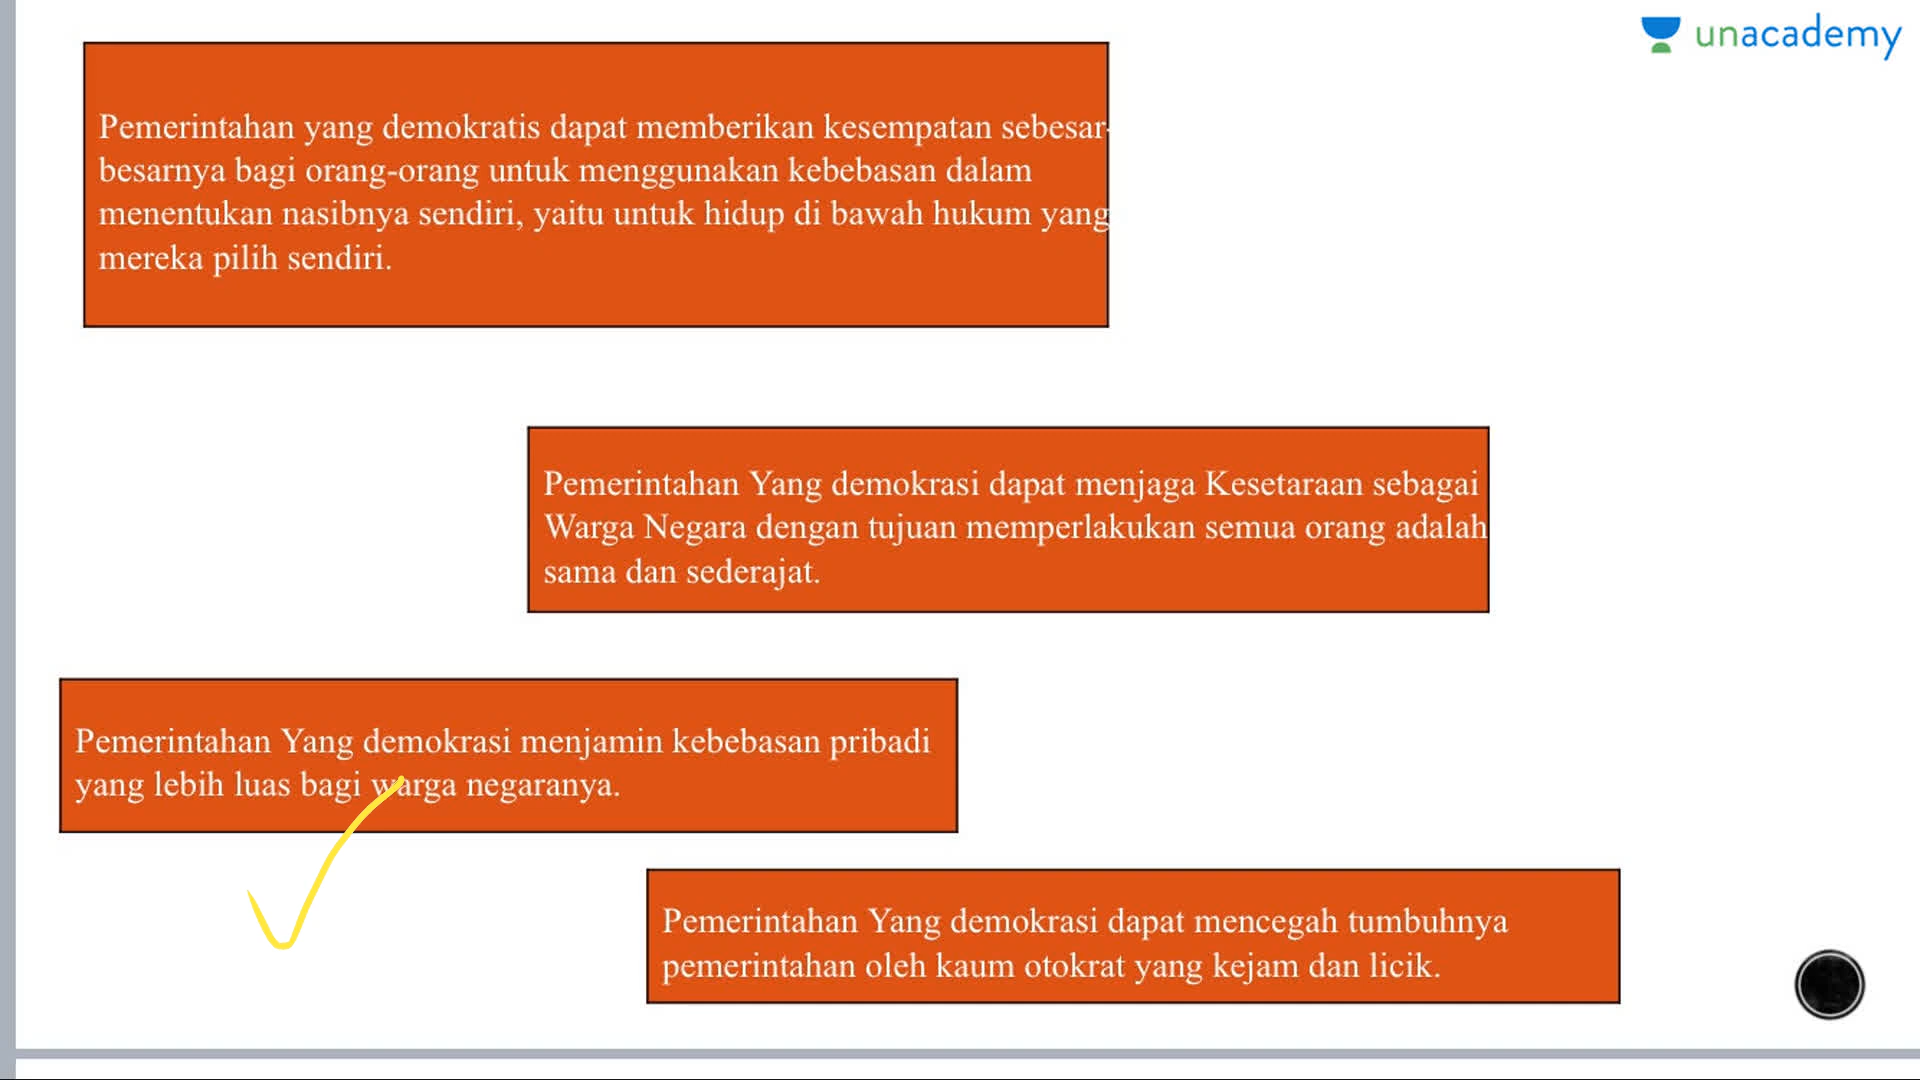 unacademy
Pemerintahan yang demokratis dapat memberikan kesempatan sebesar-
besarnya bagi orang-orang untuk menggunakan kebebasan dalam
menentukan nasibnya sendiri, yaitu untuk hidup di bawah hukum yang
mereka pilih sendiri.
Pemerintahan Yang demokrasi dapat menjaga Kesetaraan sebagai
Warga Negara dengan tujuan memperlakukan semua orang adalah
sama dan sederajat.
Pemerintahan Yang demokrasi menjamin kebebasan pribadi
yang lebih luas bagi warga negaranya.
Pemerintahan Yang demokrasi dapat mencegah tumbuhnya
pemerintahan oleh kaum otokrat yang kejam dan licik.